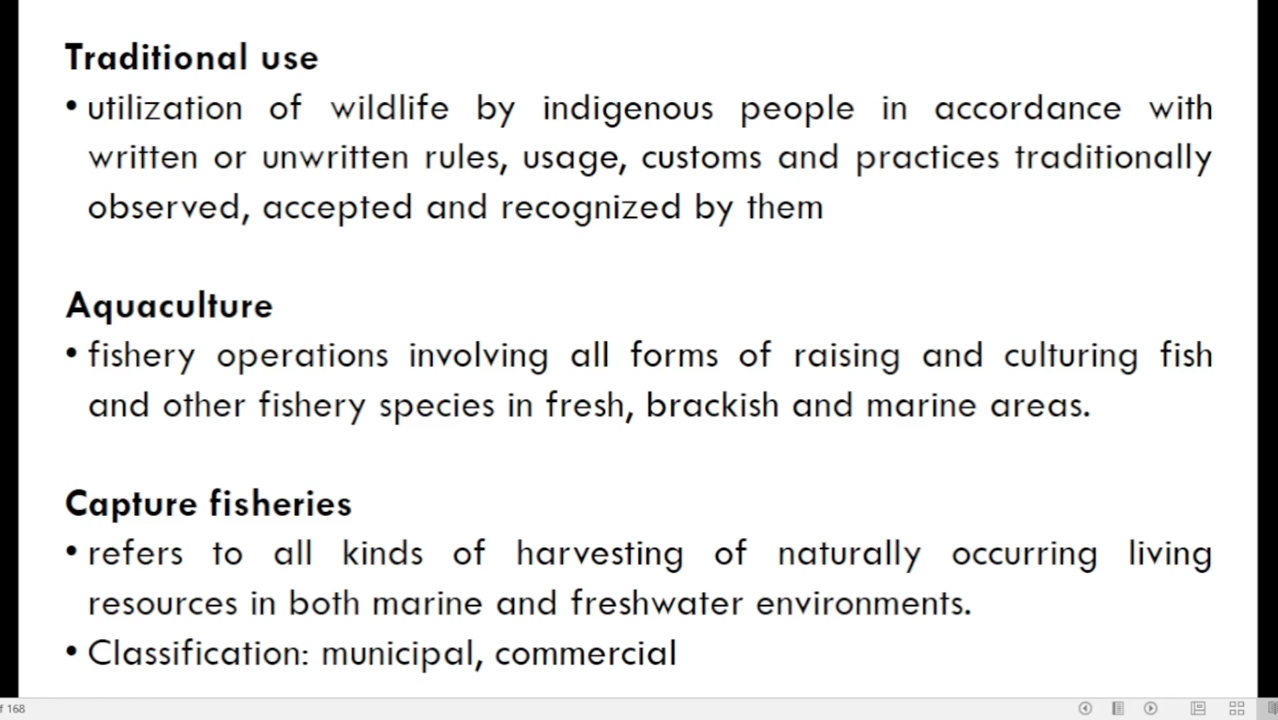 Traditional use
• utilization of wildlife by indigenous people in accordance with
written or unwritten rules, usage, customs and practices traditionally
observed, accepted and recognized by them
Aquaculture
• fishery operations involving all forms of raising and culturing fish
and other fishery species in fresh, brackish and marine areas.
Capture fisheries
• refers to all kinds of harvesting of naturally occurring living
resources in both marine and freshwater environments.
• Classification: municipal, commercial
f 168